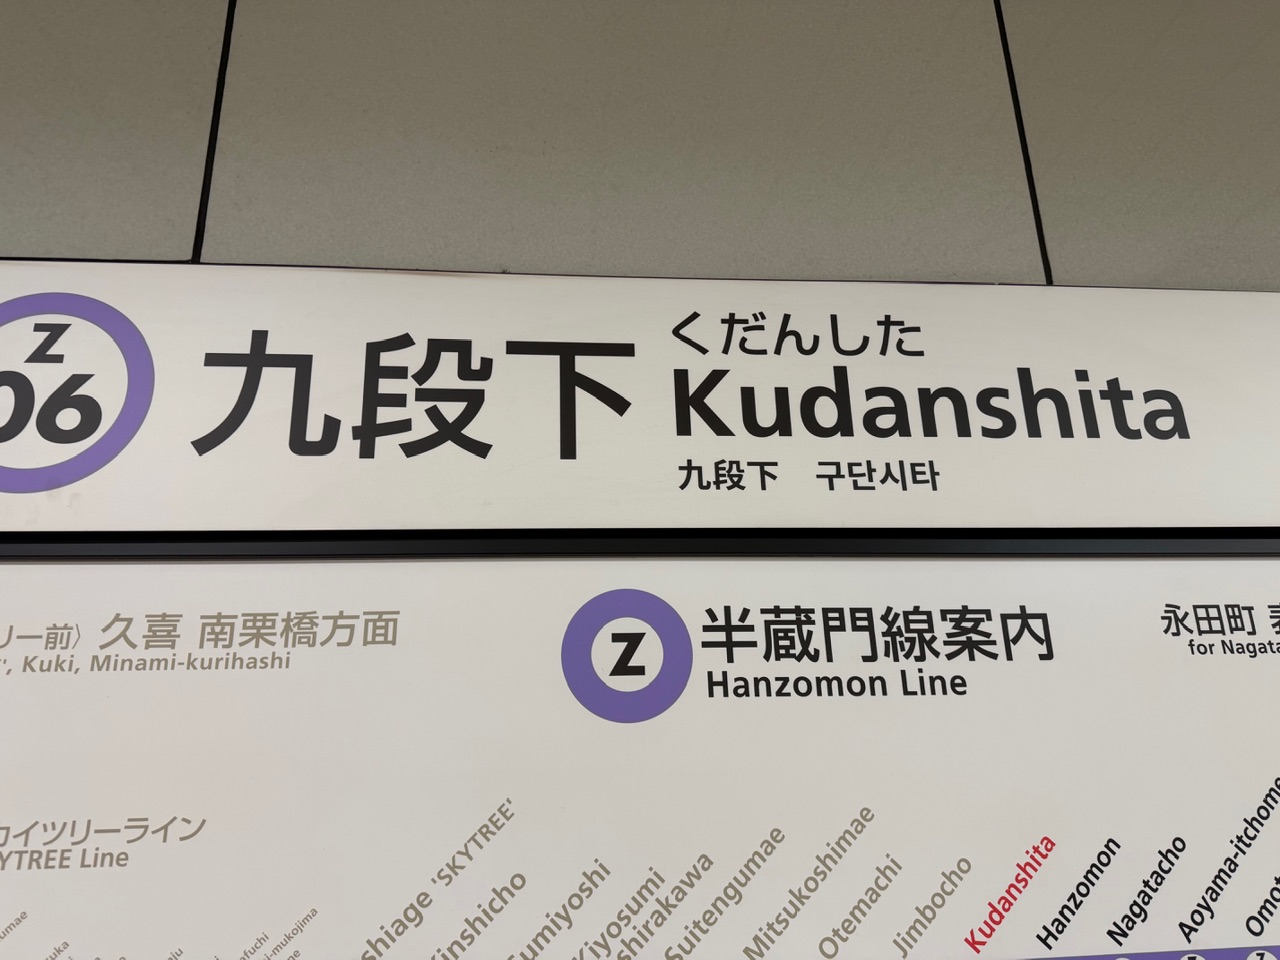 Z
06
九段下
くだんした
Kudanshita
九段下 구단시타
久喜 南栗橋方面
Kuki, Minami-kurihashi
Z
半蔵門線案内
Hanzomon Line
永田町
for
イツリーライン
Line
'SKYTREE'
Kinshicho
Sumiyoshi
Kiyosumi
shirakawa
Suitengumae
Mitsukoshimae
Otemachi
Jimbocho
Kudanshita
Hanzomon
Nagatacho
Aoyama-itchome